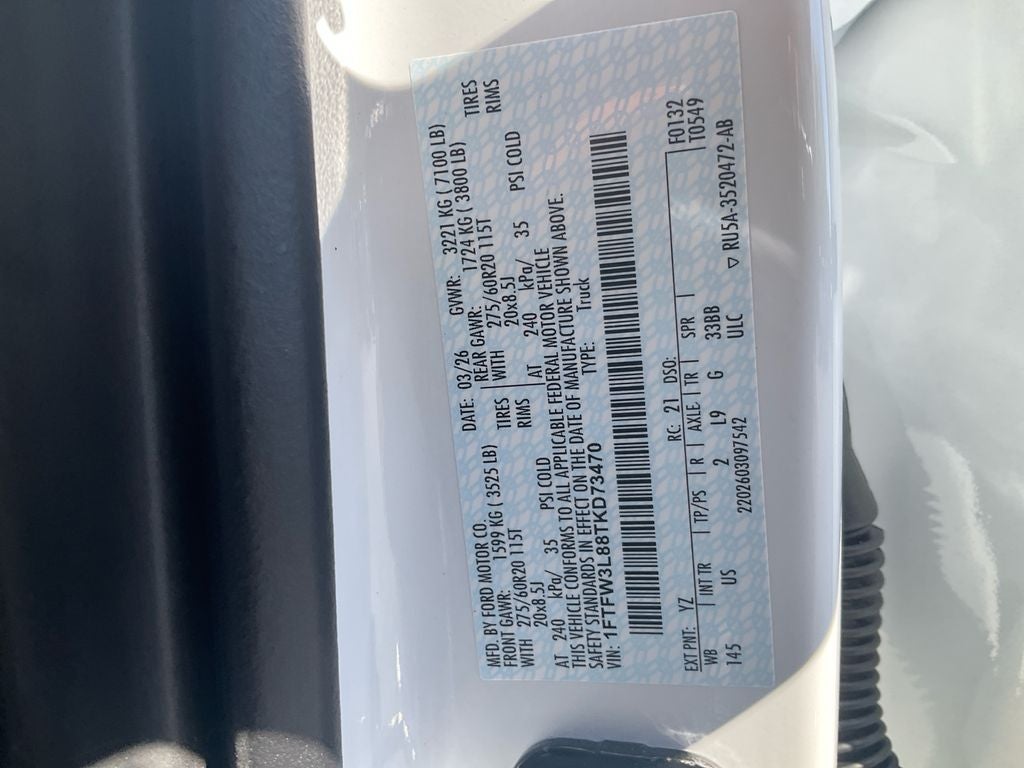 MFD. BY FORD MOTOR CO. DATE: 03/26 GVWR: 3221 KG ( 7100 LB)
FRONT GAWR: 1599 KG ( 3525 LB) REAR GAWR: 1724 KG ( 3800 LB)
WITH 275/60R20 115T TIRES WITH 275/60R20 115T TIRES
20x8.5J RIMS 20x8.5J RIMS
AT 240 kPa/ 35 PSI COLD AT 240 kPa/ 35 PSI COLD
THIS VEHICLE CONFORMS TO ALL APPLICABLE FEDERAL MOTOR VEHICLE
SAFETY STANDARDS IN EFFECT ON THE DATE OF MANUFACTURE SHOWN ABOVE.
VIN: 1FTFW3L88TKD73470 TYPE: Truck
EXT PNT: YZ RC: 21 DSO: F0132
WB INT TR TP/PS R AXLE TR SPR T0549
145 US 2 L9 G 33BB
2202603097542 ULC ▽ RU5A-3520472-AB